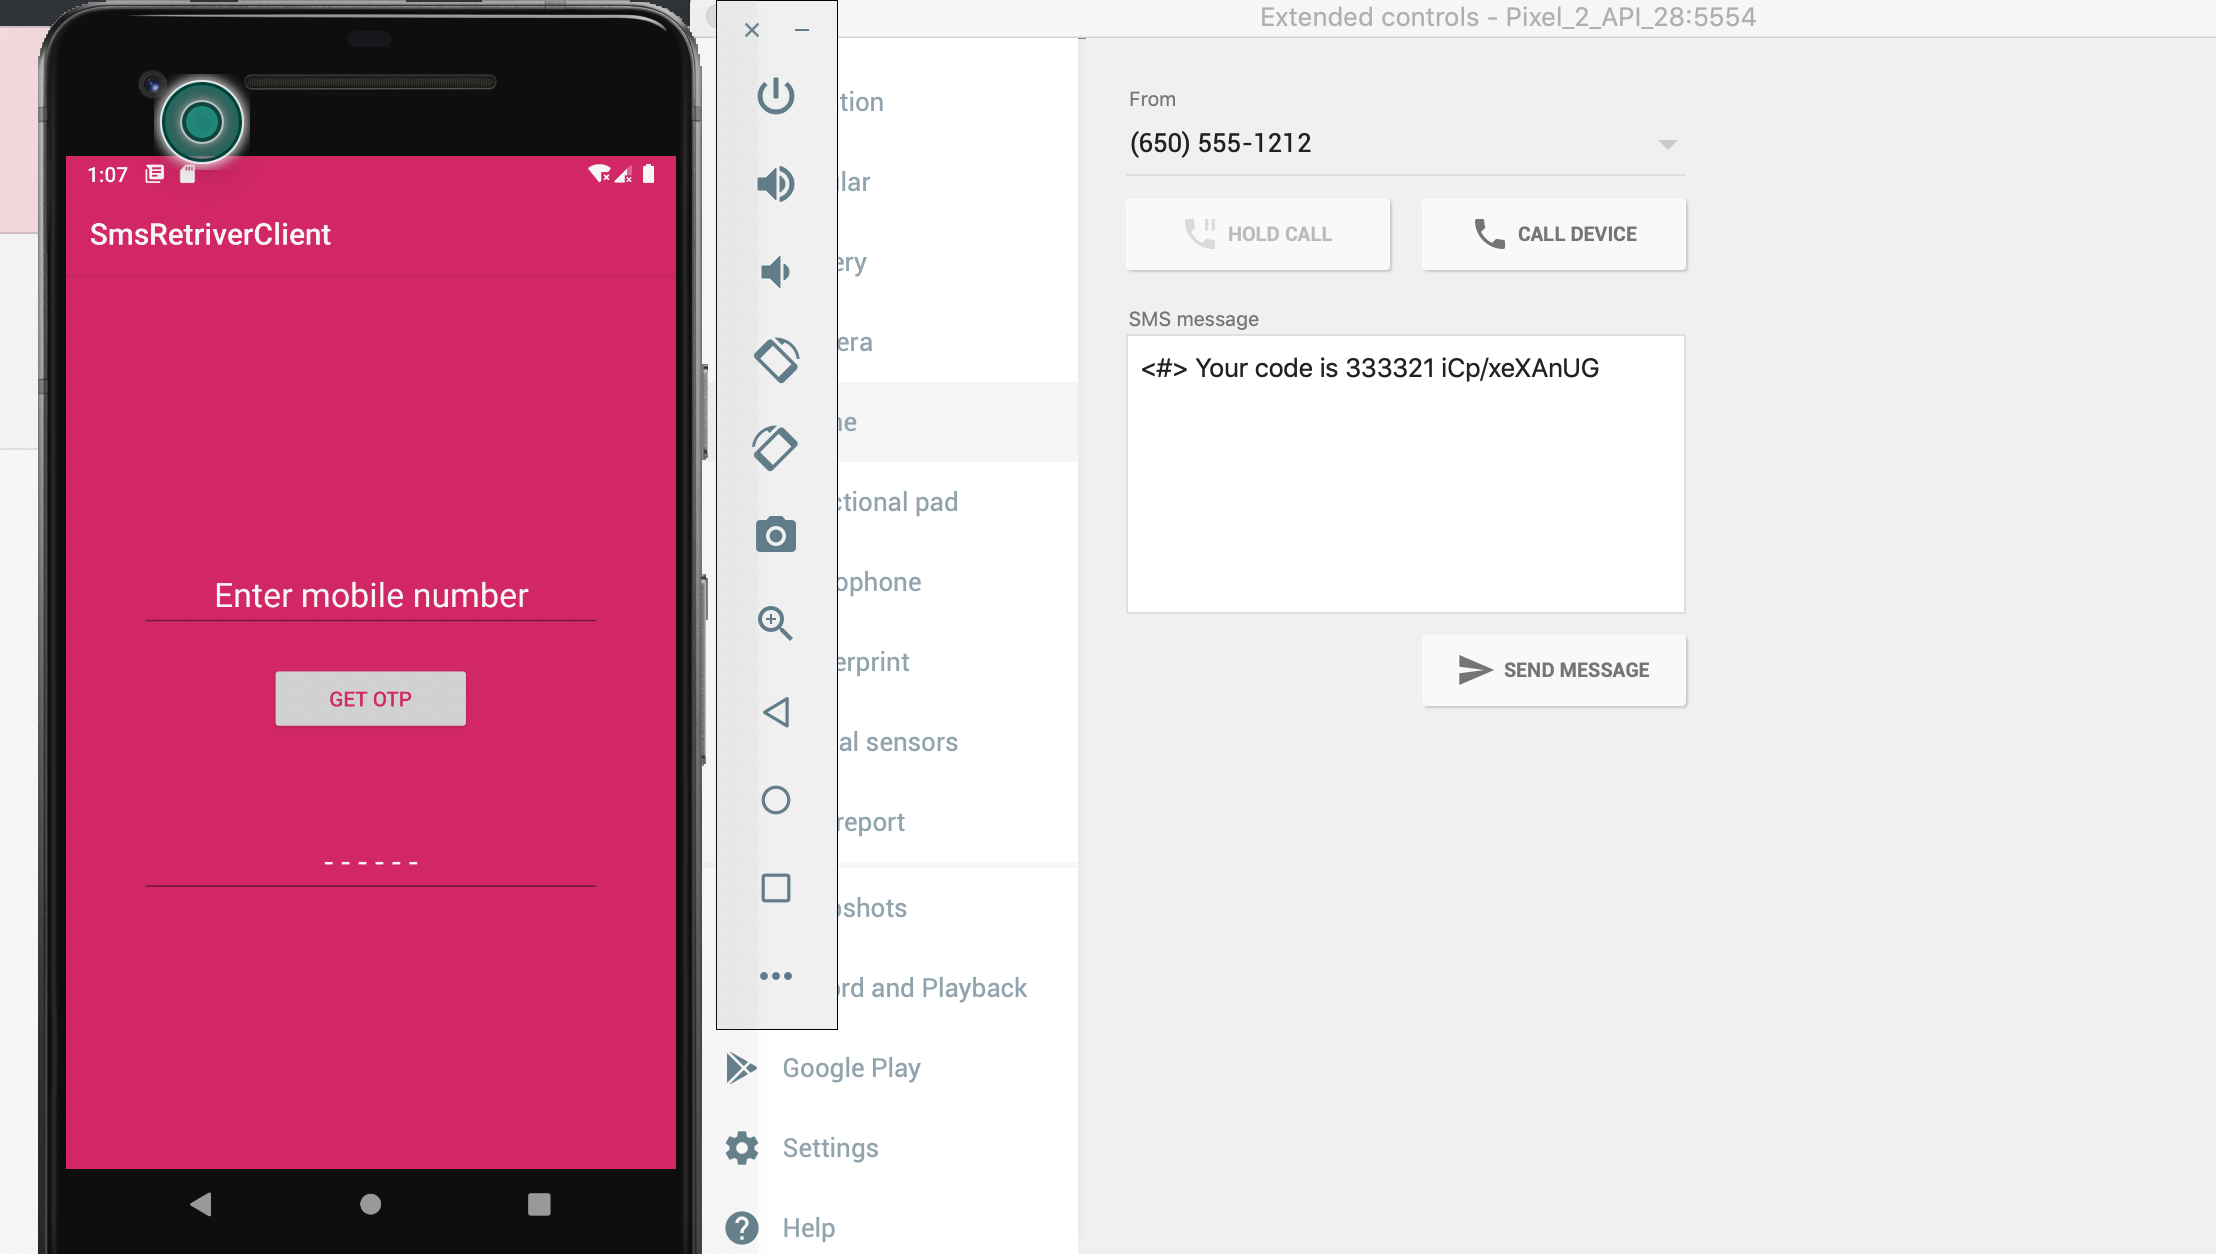 Extended controls - Pixel_2_API_28:5554
1:07
SmsRetriverClient
Enter mobile number
GET OTP
------
tion
lar
ery
era
ne
ctional pad
ophone
erprint
al sensors
report
shots
rd and Playback
Google Play
Settings
Help
From
(650) 555-1212
HOLD CALL
CALL DEVICE
SMS message
<#> Your code is 333321 iCp/xeXAnUG
SEND MESSAGE